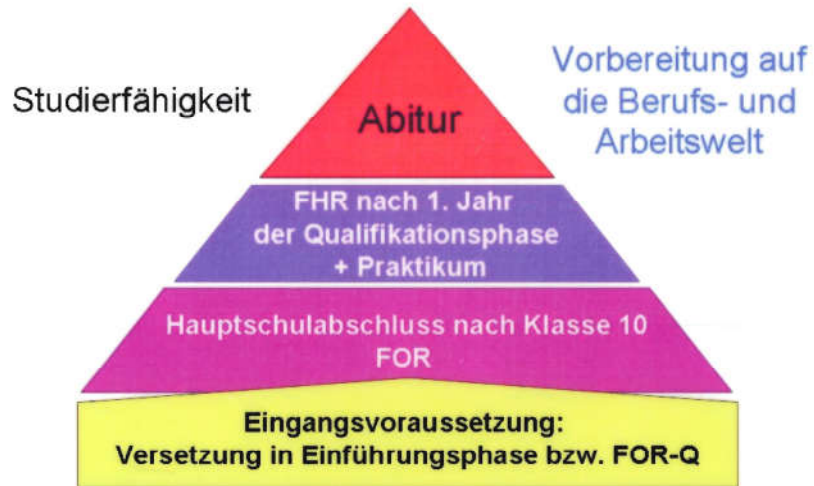 Studierfähigkeit
Vorbereitung auf
die Berufs- und
Arbeitswelt
Abitur
FHR nach 1. Jahr
der Qualifikationsphase
+ Praktikum
Hauptschulabschluss nach Klasse 10
FOR
Eingangsvoraussetzung:
Versetzung in Einführungsphase bzw. FOR-Q